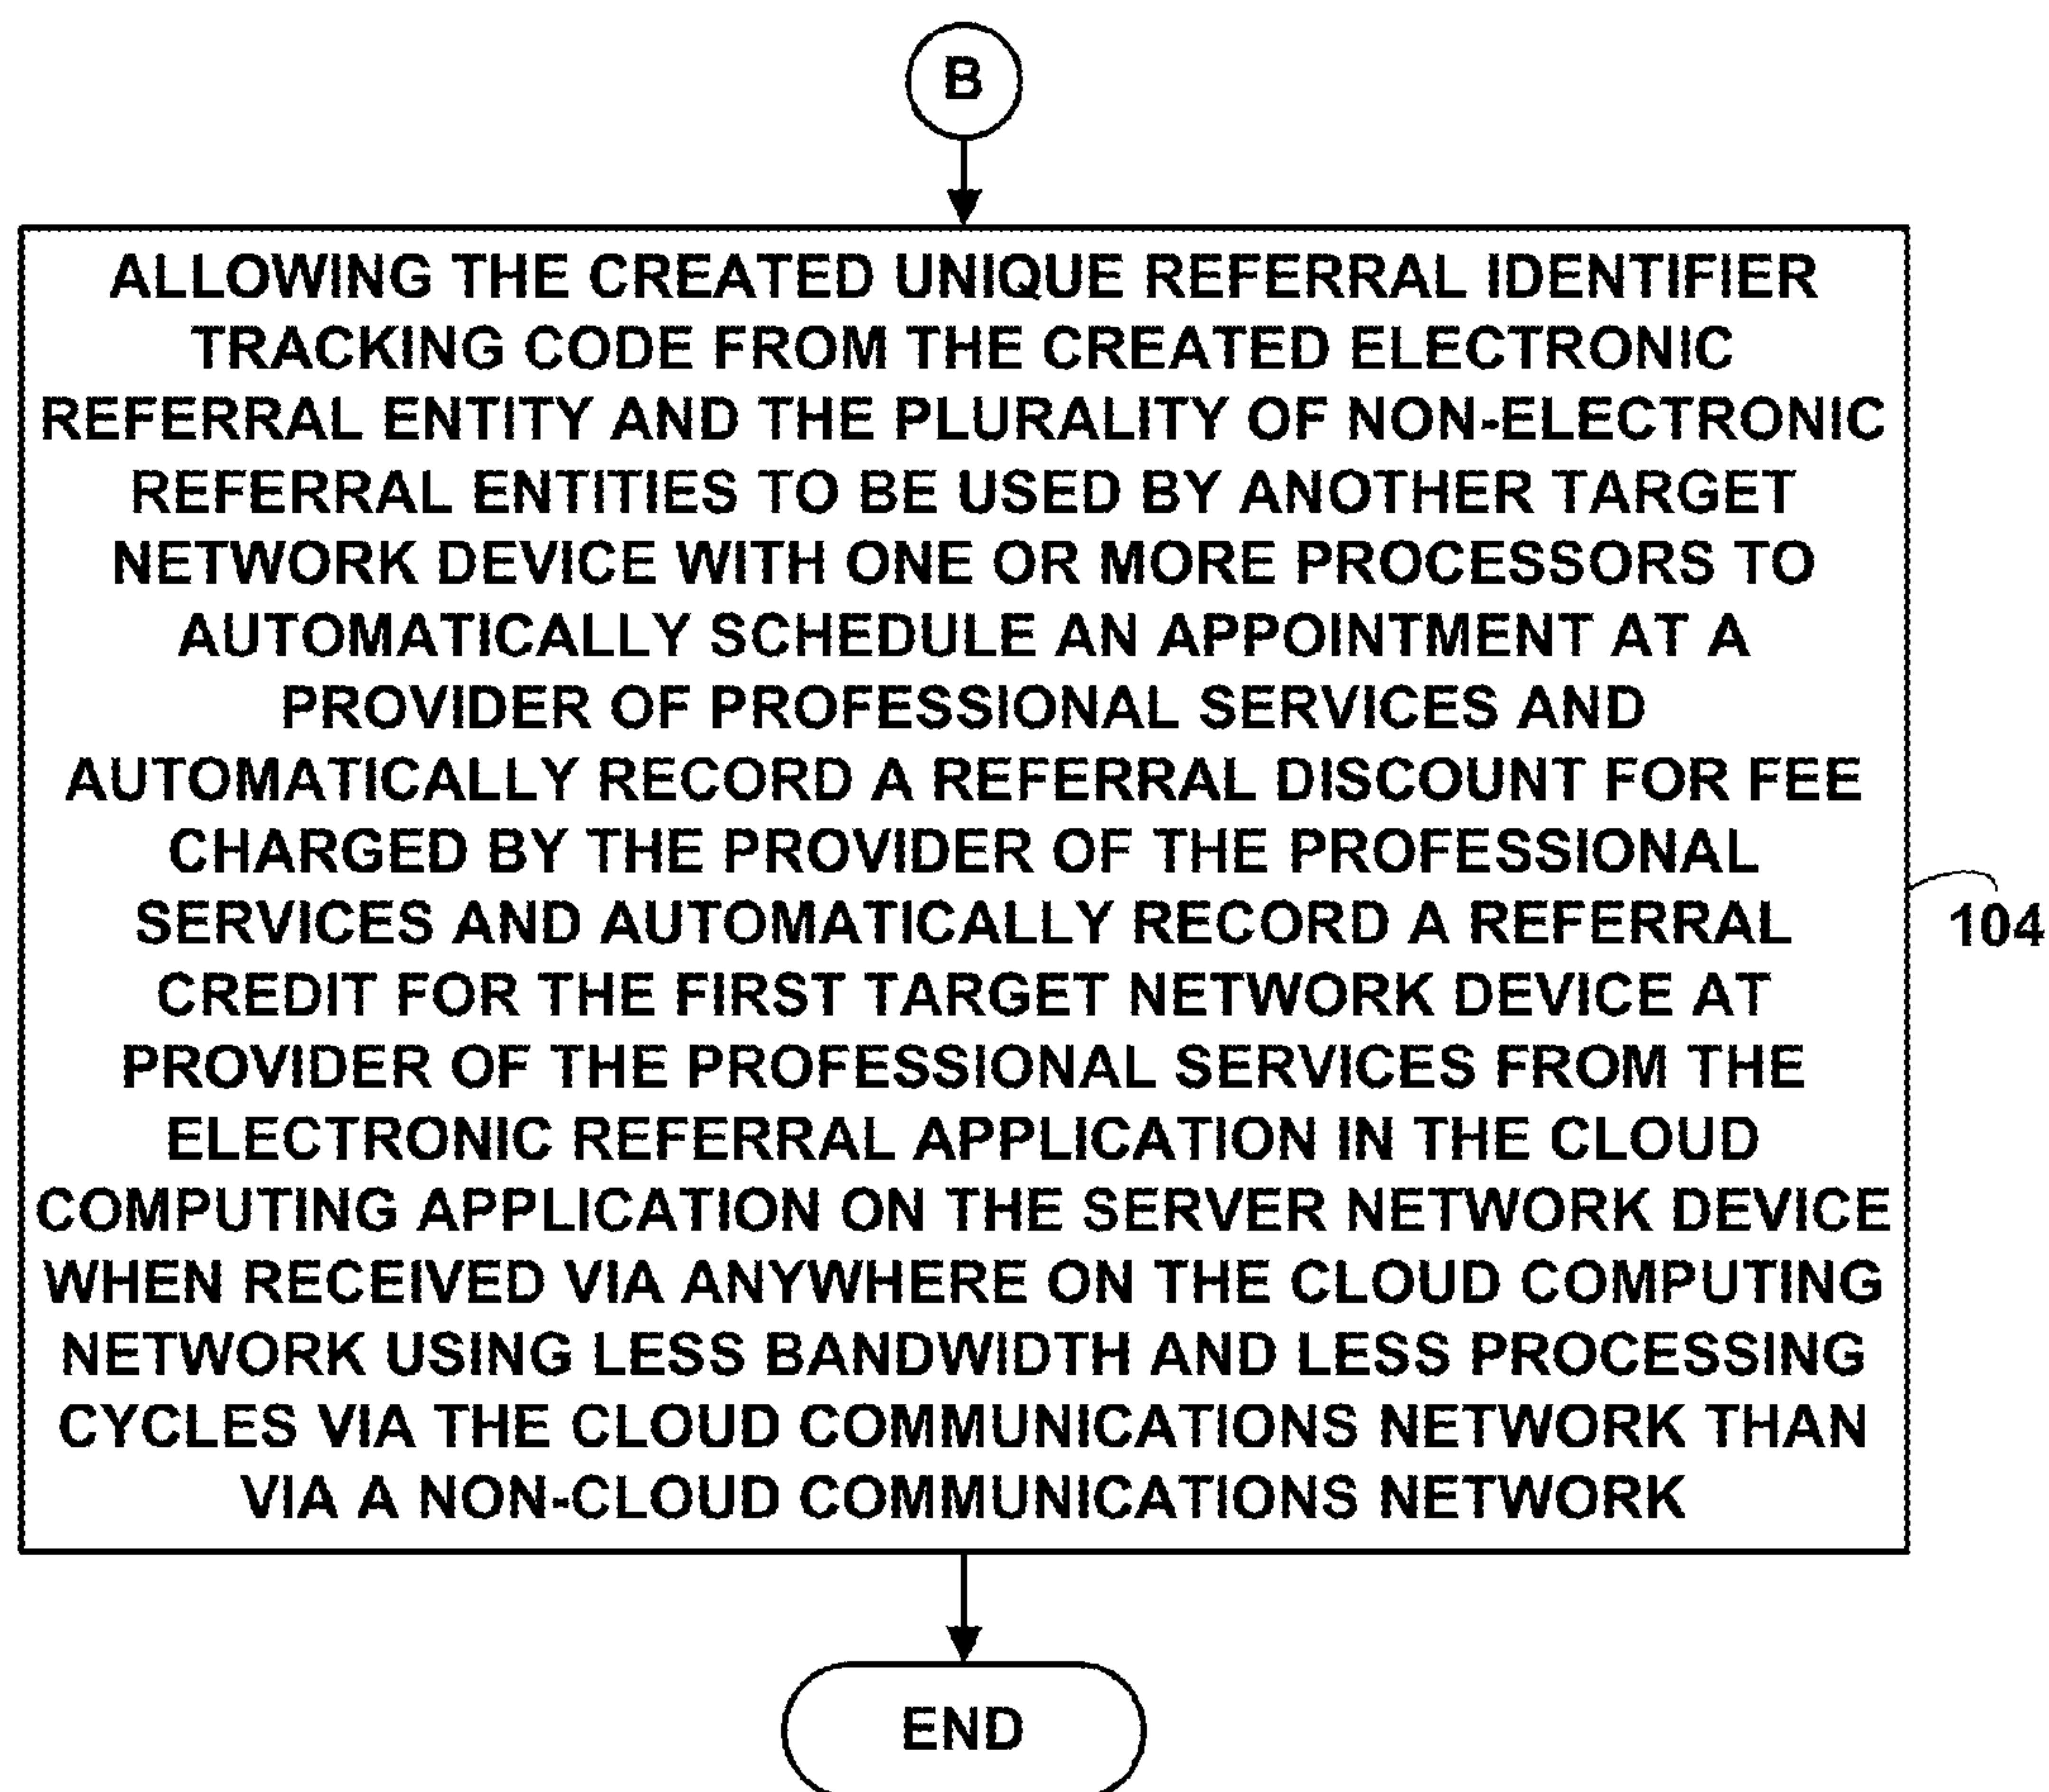 B
ALLOWING THE CREATED UNIQUE REFERRAL IDENTIFIER
TRACKING CODE FROM THE CREATED ELECTRONIC
REFERRAL ENTITY AND THE PLURALITY OF NON-ELECTRONIC
REFERRAL ENTITIES TO BE USED BY ANOTHER TARGET
NETWORK DEVICE WITH ONE OR MORE PROCESSORS TO
AUTOMATICALLY SCHEDULE AN APPOINTMENT AT A
PROVIDER OF PROFESSIONAL SERVICES AND
AUTOMATICALLY RECORD A REFERRAL DISCOUNT FOR FEE
CHARGED BY THE PROVIDER OF THE PROFESSIONAL
SERVICES AND AUTOMATICALLY RECORD A REFERRAL
CREDIT FOR THE FIRST TARGET NETWORK DEVICE AT
PROVIDER OF THE PROFESSIONAL SERVICES FROM THE
ELECTRONIC REFERRAL APPLICATION IN THE CLOUD
COMPUTING APPLICATION ON THE SERVER NETWORK DEVICE
WHEN RECEIVED VIA ANYWHERE ON THE CLOUD COMPUTING
NETWORK USING LESS BANDWIDTH AND LESS PROCESSING
CYCLES VIA THE CLOUD COMMUNICATIONS NETWORK THAN
VIA A NON-CLOUD COMMUNICATIONS NETWORK
104
END